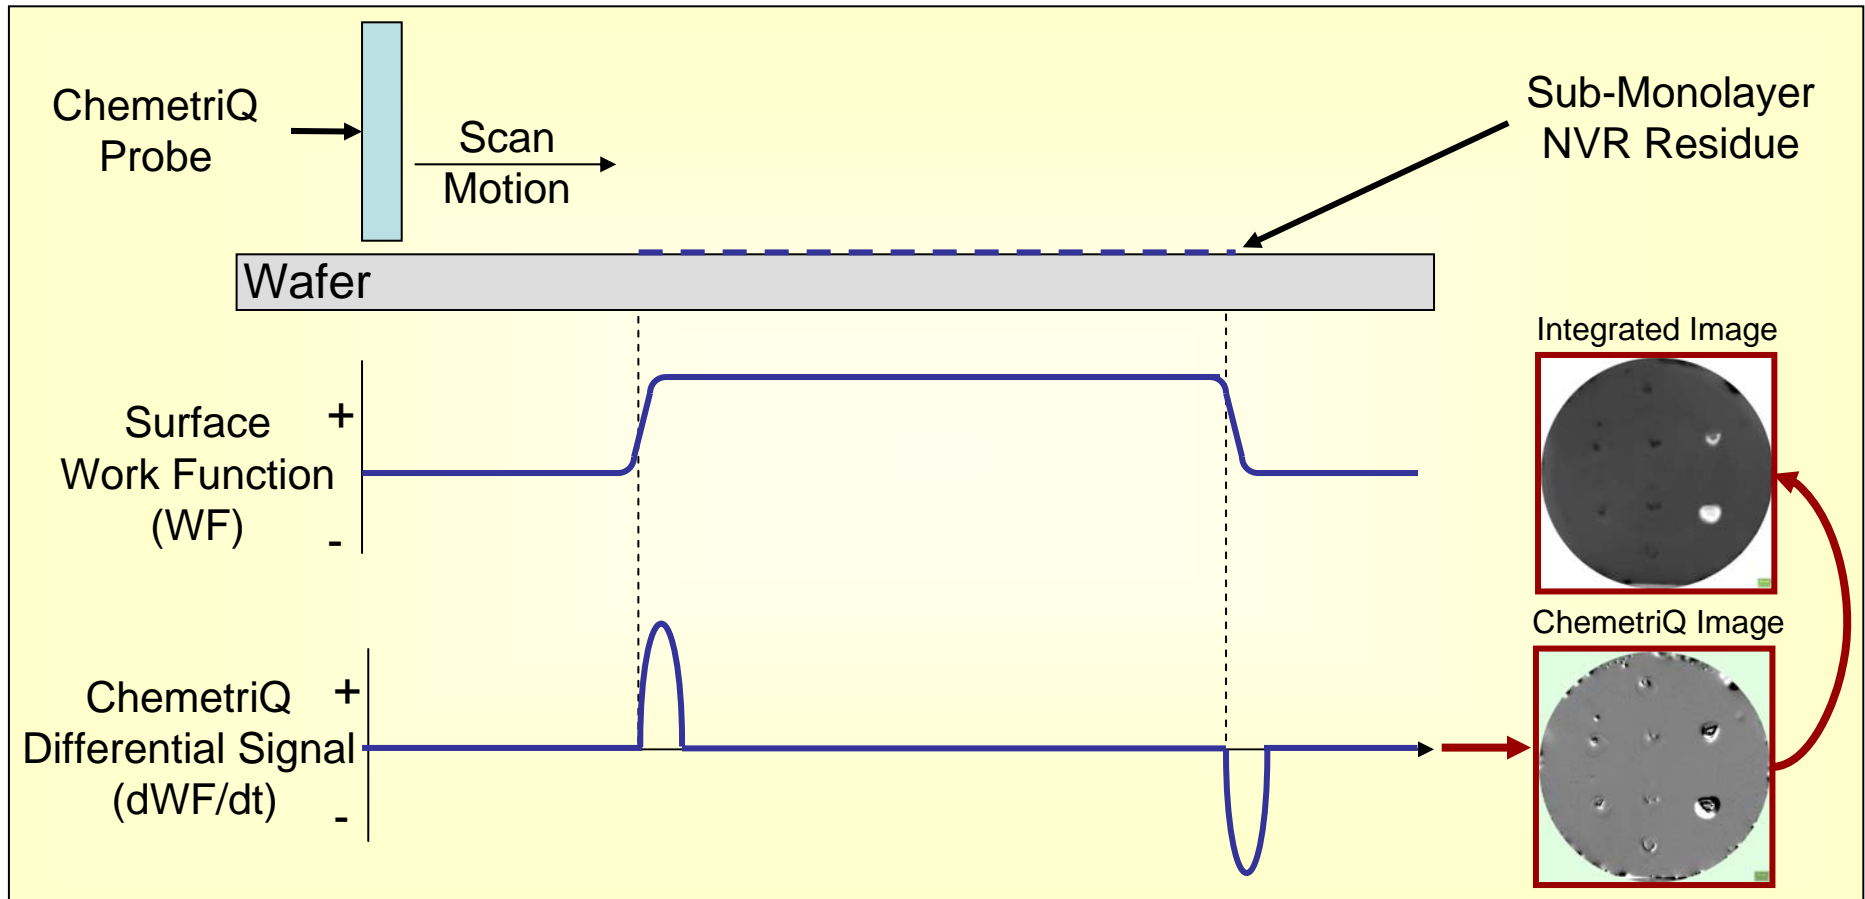 ChemetriQ
Probe
Scan
Motion
Sub-Monolayer
NVR Residue
Wafer
Integrated Image
Surface
Work Function
(WF)
+
-
ChemetriQ Image
ChemetriQ
Differential Signal
(dWF/dt)
+
-